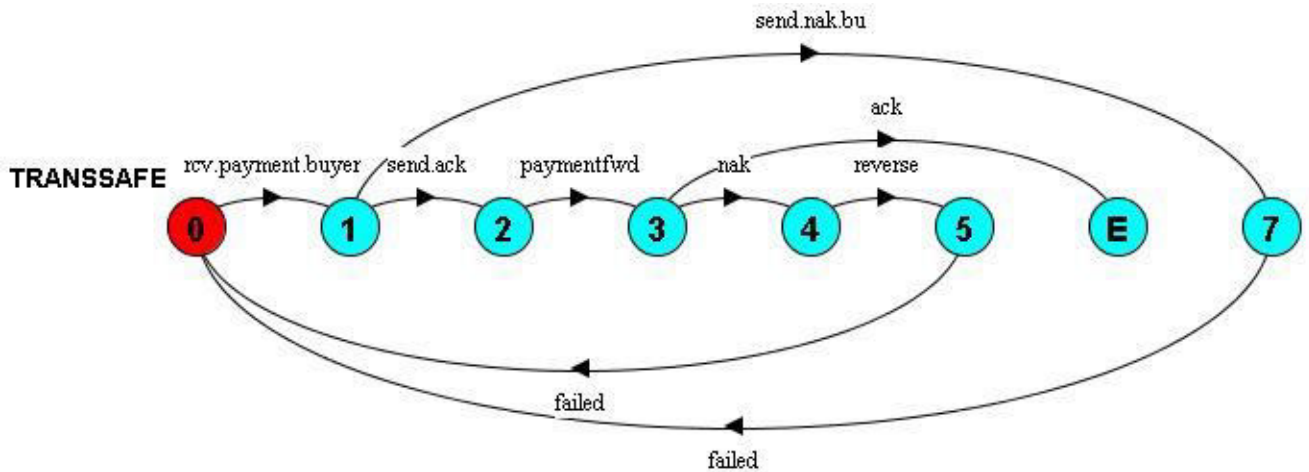 send.nak.bu
ack
TRANSSAFE rcv.payment.buyer send.ack paymentfwd nak reverse
0 1 2 3 4 5 E 7
failed
failed